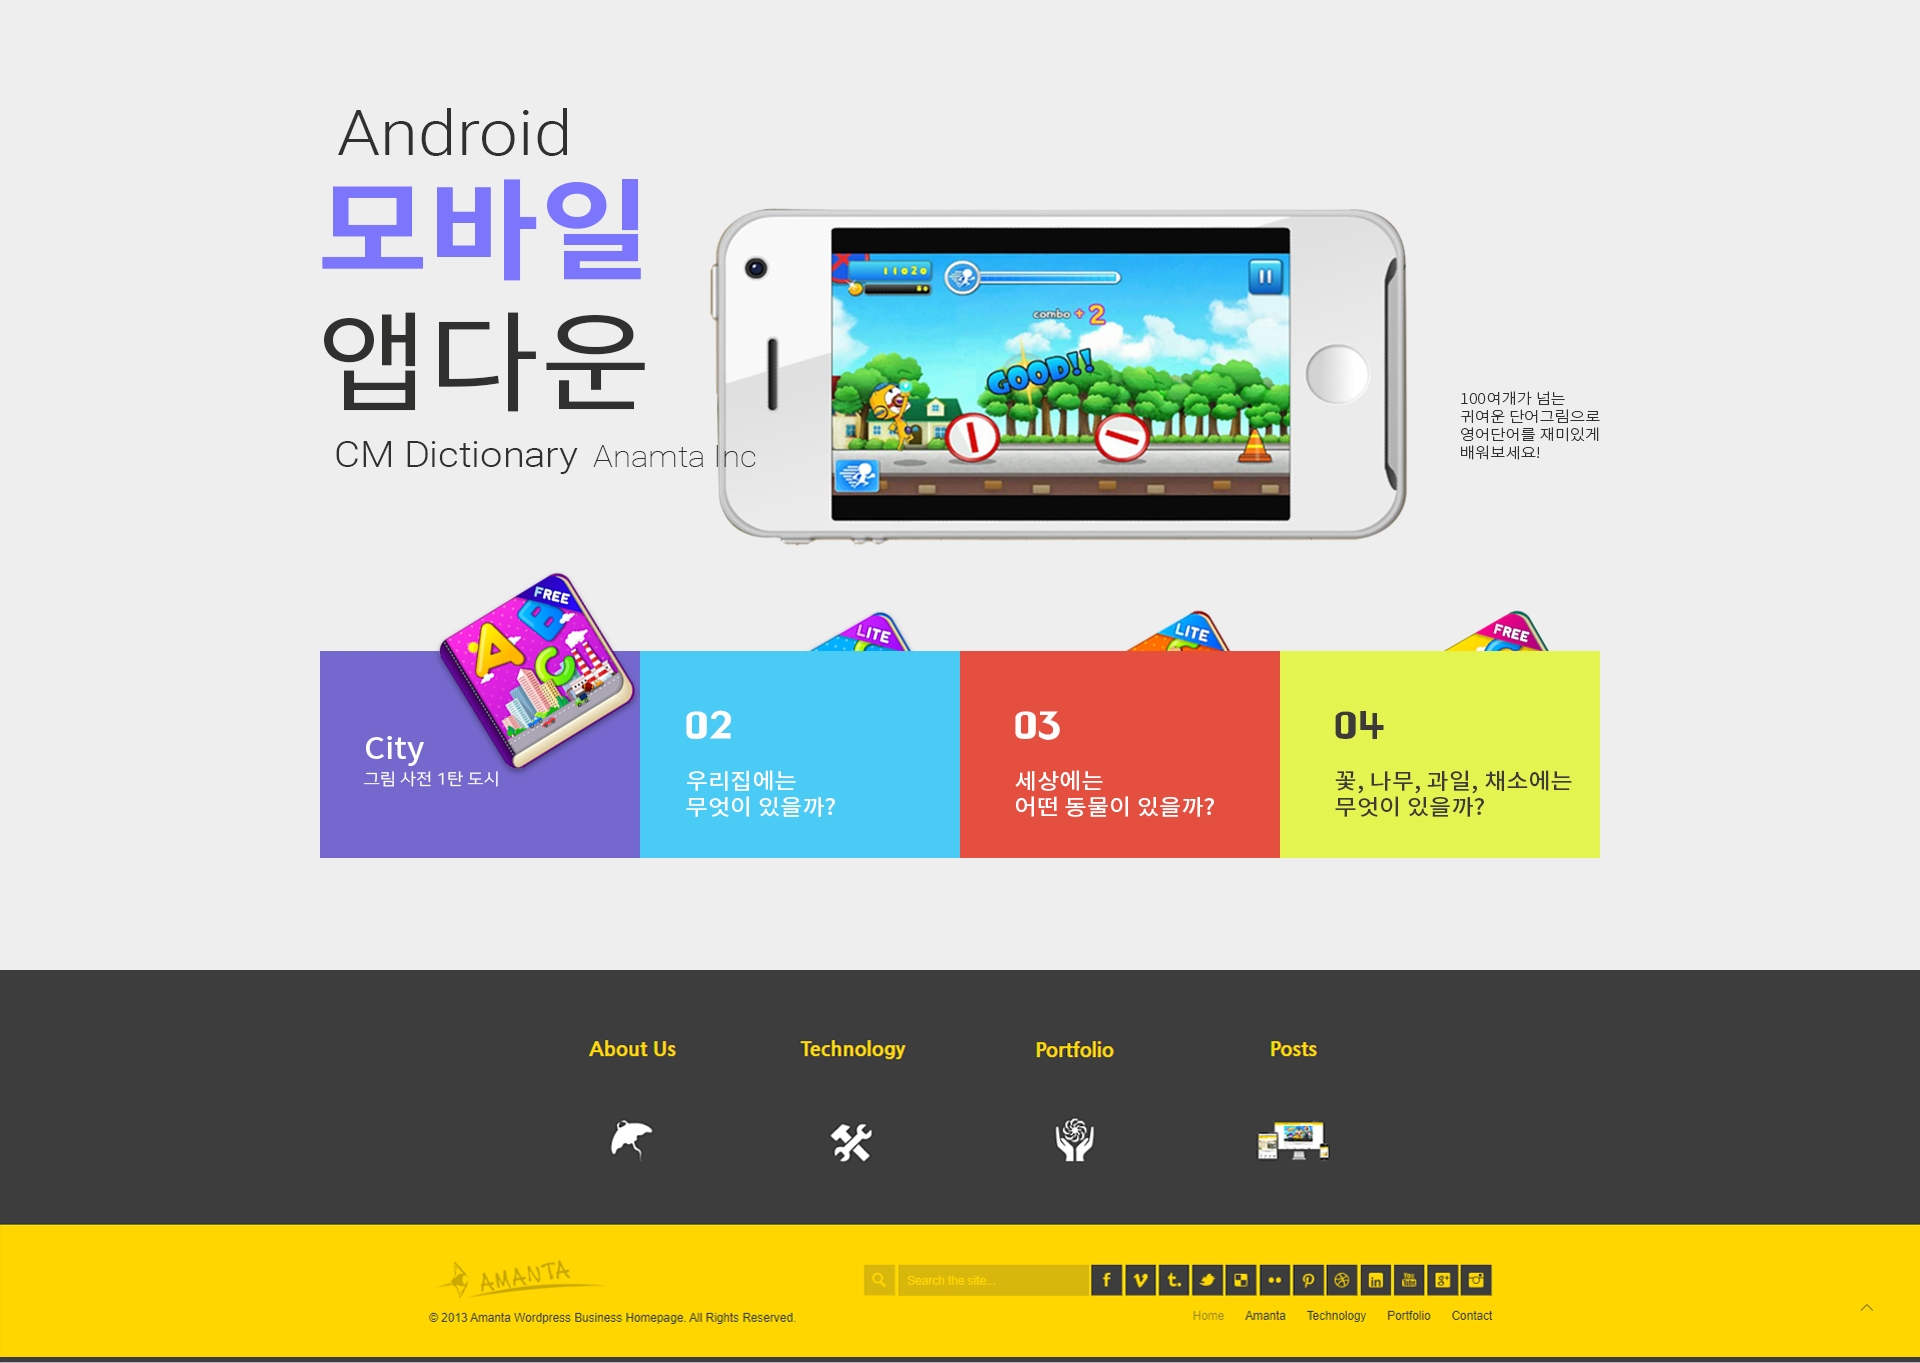 Android
모바일
앱다운
CM Dictionary Anamta Inc
11020
combo + 2
GOOD!!
100여개가 넘는
귀여운 단어그림으로
영어단어를 재미있게
배워보세요!
FREE
A B C
LITE
LITE
FREE
City
그림 사전 1탄 도시
02
우리집에는
무엇이 있을까?
03
세상에는
어떤 동물이 있을까?
04
꽃, 나무, 과일, 채소에는
무엇이 있을까?
About Us
Technology
Portfolio
Posts
AMANTA
Search the site...
© 2013 Amanta Wordpress Business Homepage. All Rights Reserved.
Home Amanta Technology Portfolio Contact